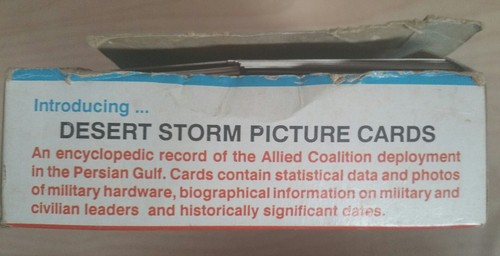 Introducing ...
DESERT STORM PICTURE CARDS
An encyclopedic record of the Allied Coalition deployment
in the Persian Gulf. Cards contain statistical data and photos
of military hardware, biographical information on military and
civilian leaders and historically significant dates.